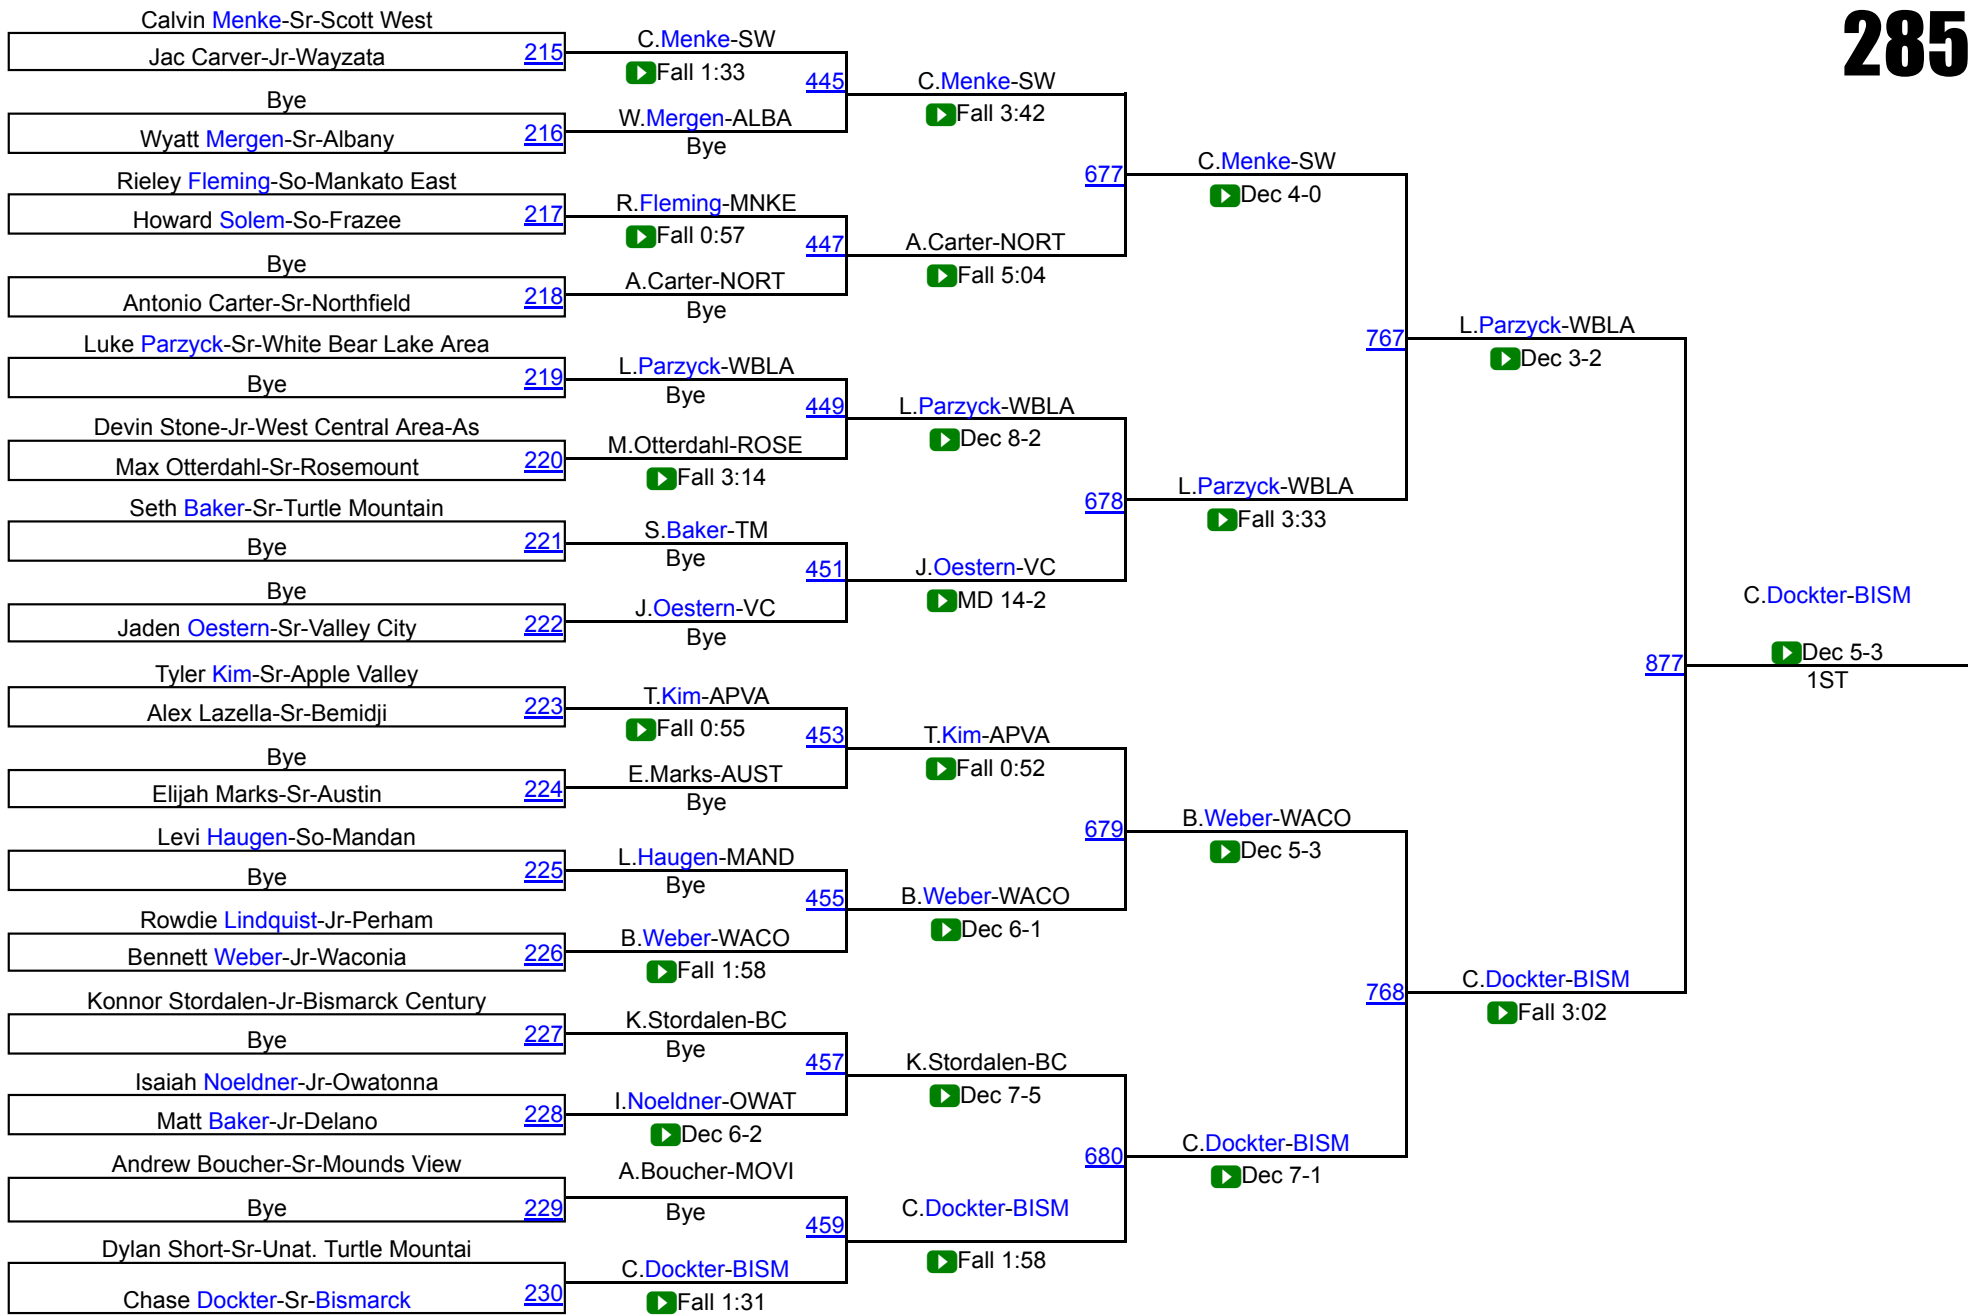 285
Calvin Menke-Sr-Scott West
Jac Carver-Jr-Wayzata
215
Bye
Wyatt Mergen-Sr-Albany
216
Rieley Fleming-So-Mankato East
Howard Solem-So-Frazee
217
Bye
Antonio Carter-Sr-Northfield
218
Luke Parzyck-Sr-White Bear Lake Area
Bye
219
Devin Stone-Jr-West Central Area-As
Max Otterdahl-Sr-Rosemount
220
Seth Baker-Sr-Turtle Mountain
Bye
221
Bye
Jaden Oestern-Sr-Valley City
222
Tyler Kim-Sr-Apple Valley
Alex Lazella-Sr-Bemidji
223
Bye
Elijah Marks-Sr-Austin
224
Levi Haugen-So-Mandan
Bye
225
Rowdie Lindquist-Jr-Perham
Bennett Weber-Jr-Waconia
226
Konnor Stordalen-Jr-Bismarck Century
Bye
227
Isaiah Noeldner-Jr-Owatonna
Matt Baker-Jr-Delano
228
Andrew Boucher-Sr-Mounds View
Bye
229
Dylan Short-Sr-Unat. Turtle Mountai
Chase Dockter-Sr-Bismarck
230
C.Menke-SW
Fall 1:33
445
W.Mergen-ALBA
Bye
R.Fleming-MNKE
Fall 0:57
447
A.Carter-NORT
Bye
L.Parzyck-WBLA
Bye
449
M.Otterdahl-ROSE
Fall 3:14
S.Baker-TM
Bye
451
J.Oestern-VC
Bye
T.Kim-APVA
Fall 0:55
453
E.Marks-AUST
Bye
L.Haugen-MAND
Bye
455
B.Weber-WACO
Fall 1:58
K.Stordalen-BC
Bye
457
I.Noeldner-OWAT
Dec 6-2
A.Boucher-MOVI
Bye
459
C.Dockter-BISM
Fall 1:31
C.Menke-SW
Fall 3:42
677
A.Carter-NORT
Fall 5:04
L.Parzyck-WBLA
Dec 8-2
678
J.Oestern-VC
MD 14-2
T.Kim-APVA
Fall 0:52
679
B.Weber-WACO
Dec 6-1
K.Stordalen-BC
Dec 7-5
680
C.Dockter-BISM
Fall 1:58
C.Menke-SW
Dec 4-0
767
L.Parzyck-WBLA
Fall 3:33
B.Weber-WACO
Dec 5-3
768
C.Dockter-BISM
Dec 7-1
L.Parzyck-WBLA
Dec 3-2
877
C.Dockter-BISM
Fall 3:02
C.Dockter-BISM
Dec 5-3
1ST